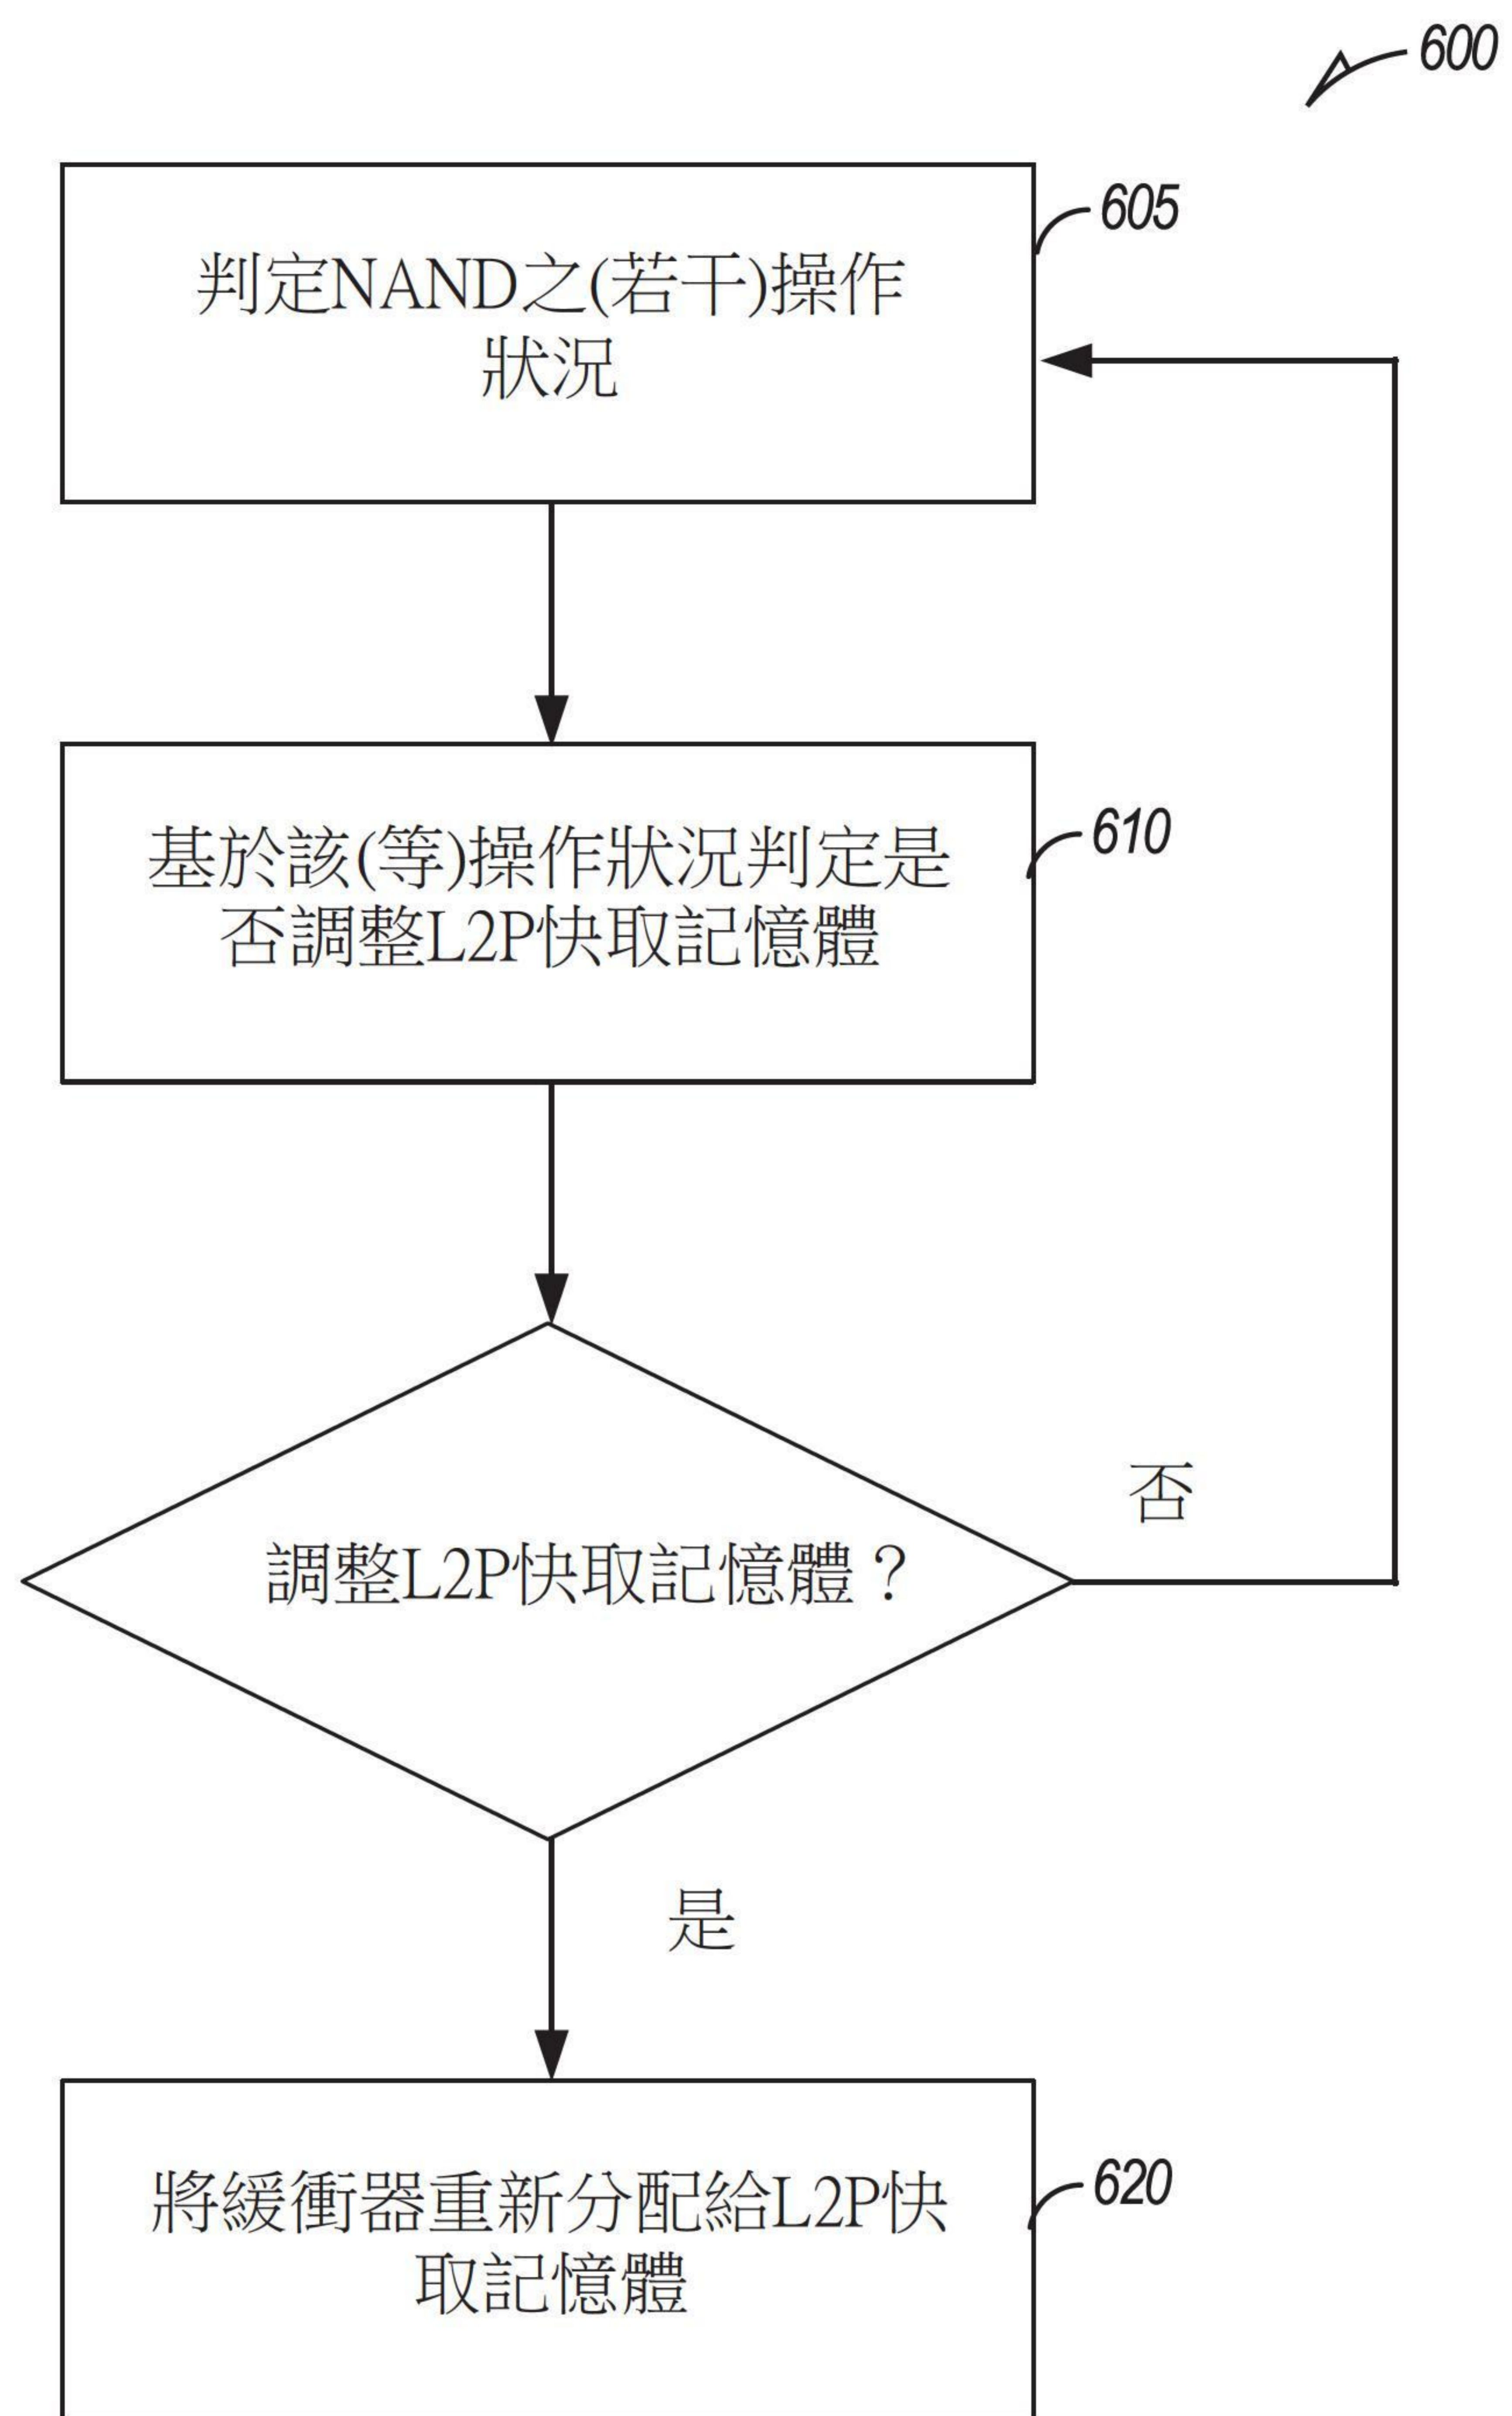 600
605
判定NAND之(若干)操作
狀況
610
基於該(等)操作狀況判定是
否調整L2P快取記憶體
調整L2P快取記憶體？
否
是
620
將緩衝器重新分配給L2P快
取記憶體